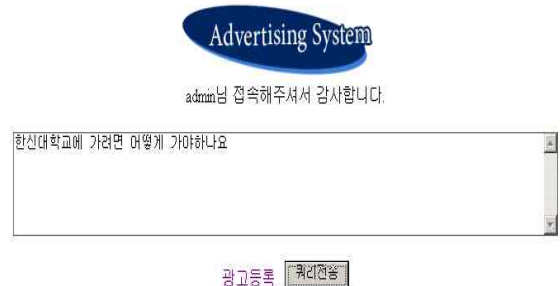 Advertising System
admin님 접속해주셔서 감사합니다.
한신대학교에 가려면 어떻게 가야하나요
광고등록 쿼리전송